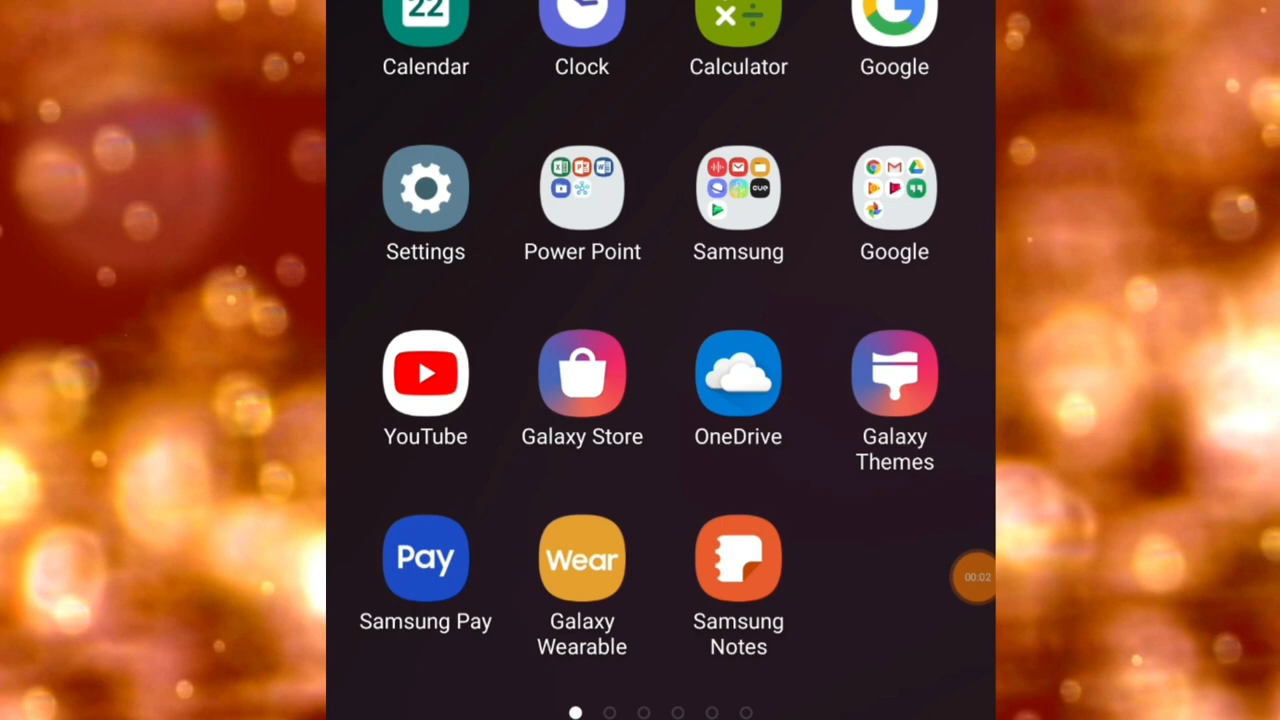 22
Calendar
Clock
Calculator
Google
Settings
Power Point
Samsung
Google
cue
YouTube
Galaxy Store
OneDrive
Galaxy
Themes
Pay
Wear
00:02
Samsung Pay
Galaxy
Wearable
Samsung
Notes